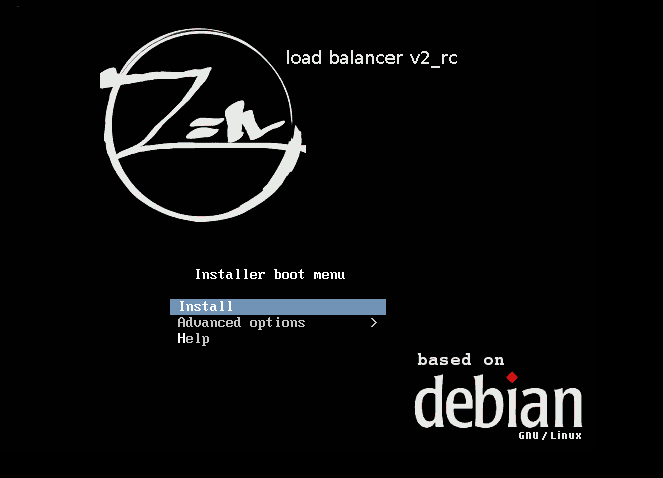 load balancer v2_rc
Zen
Installer boot menu
Install
Advanced options >
Help
based on
debian
GNU/Linux